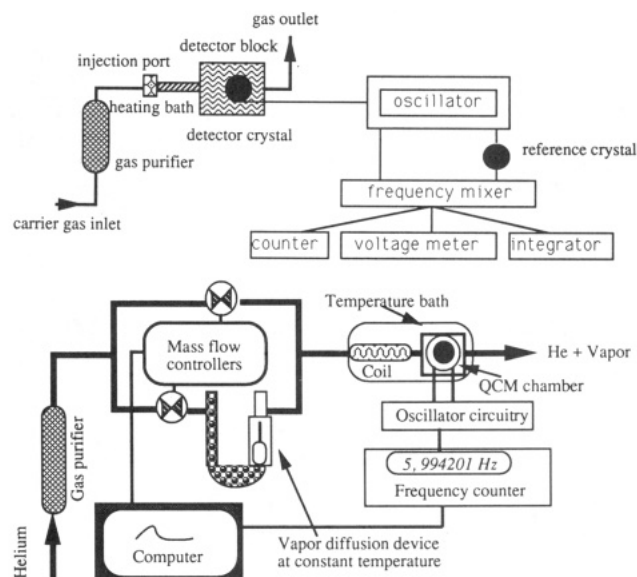 gas outlet
detector block
injection port
heating bath
detector crystal
gas purifier
carrier gas inlet
oscillator
reference crystal
frequency mixer
counter
voltage meter
integrator
Temperature bath
Mass flow
controllers
Coil
He + Vapor
QCM chamber
Oscillator circuitry
5, 994201 Hz
Frequency counter
Gas purifier
Helium
Computer
Vapor diffusion device
at constant temperature